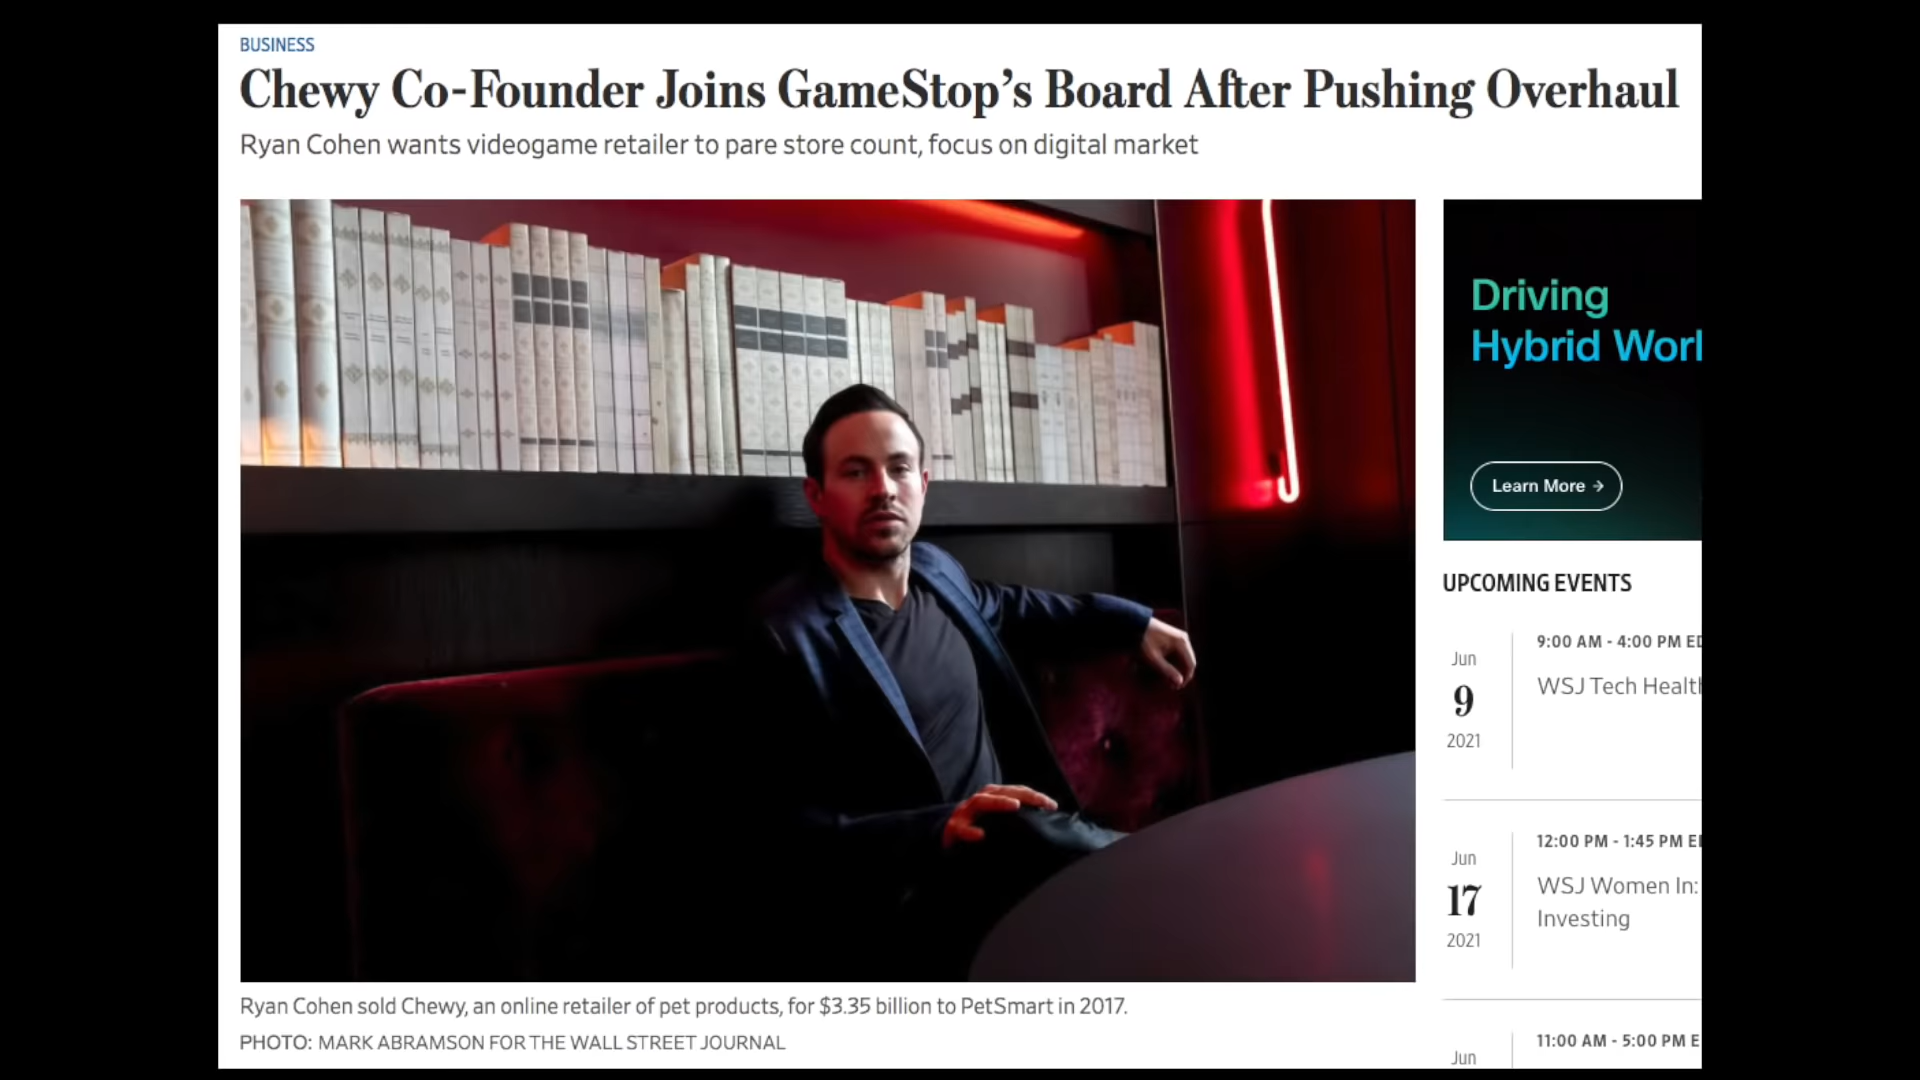 BUSINESS
Chewy Co-Founder Joins GameStop's Board After Pushing Overhaul
Ryan Cohen wants videogame retailer to pare store count, focus on digital market
Driving
Hybrid Worl
Learn More →
UPCOMING EVENTS
Jun
9
2021
9:00 AM - 4:00 PM ED
WSJ Tech Healt
Jun
17
2021
12:00 PM - 1:45 PM E
WSJ Women In:
Investing
Jun
11:00 AM - 5:00 PM E
Ryan Cohen sold Chewy, an online retailer of pet products, for $3.35 billion to PetSmart in 2017.
PHOTO: MARK ABRAMSON FOR THE WALL STREET JOURNAL